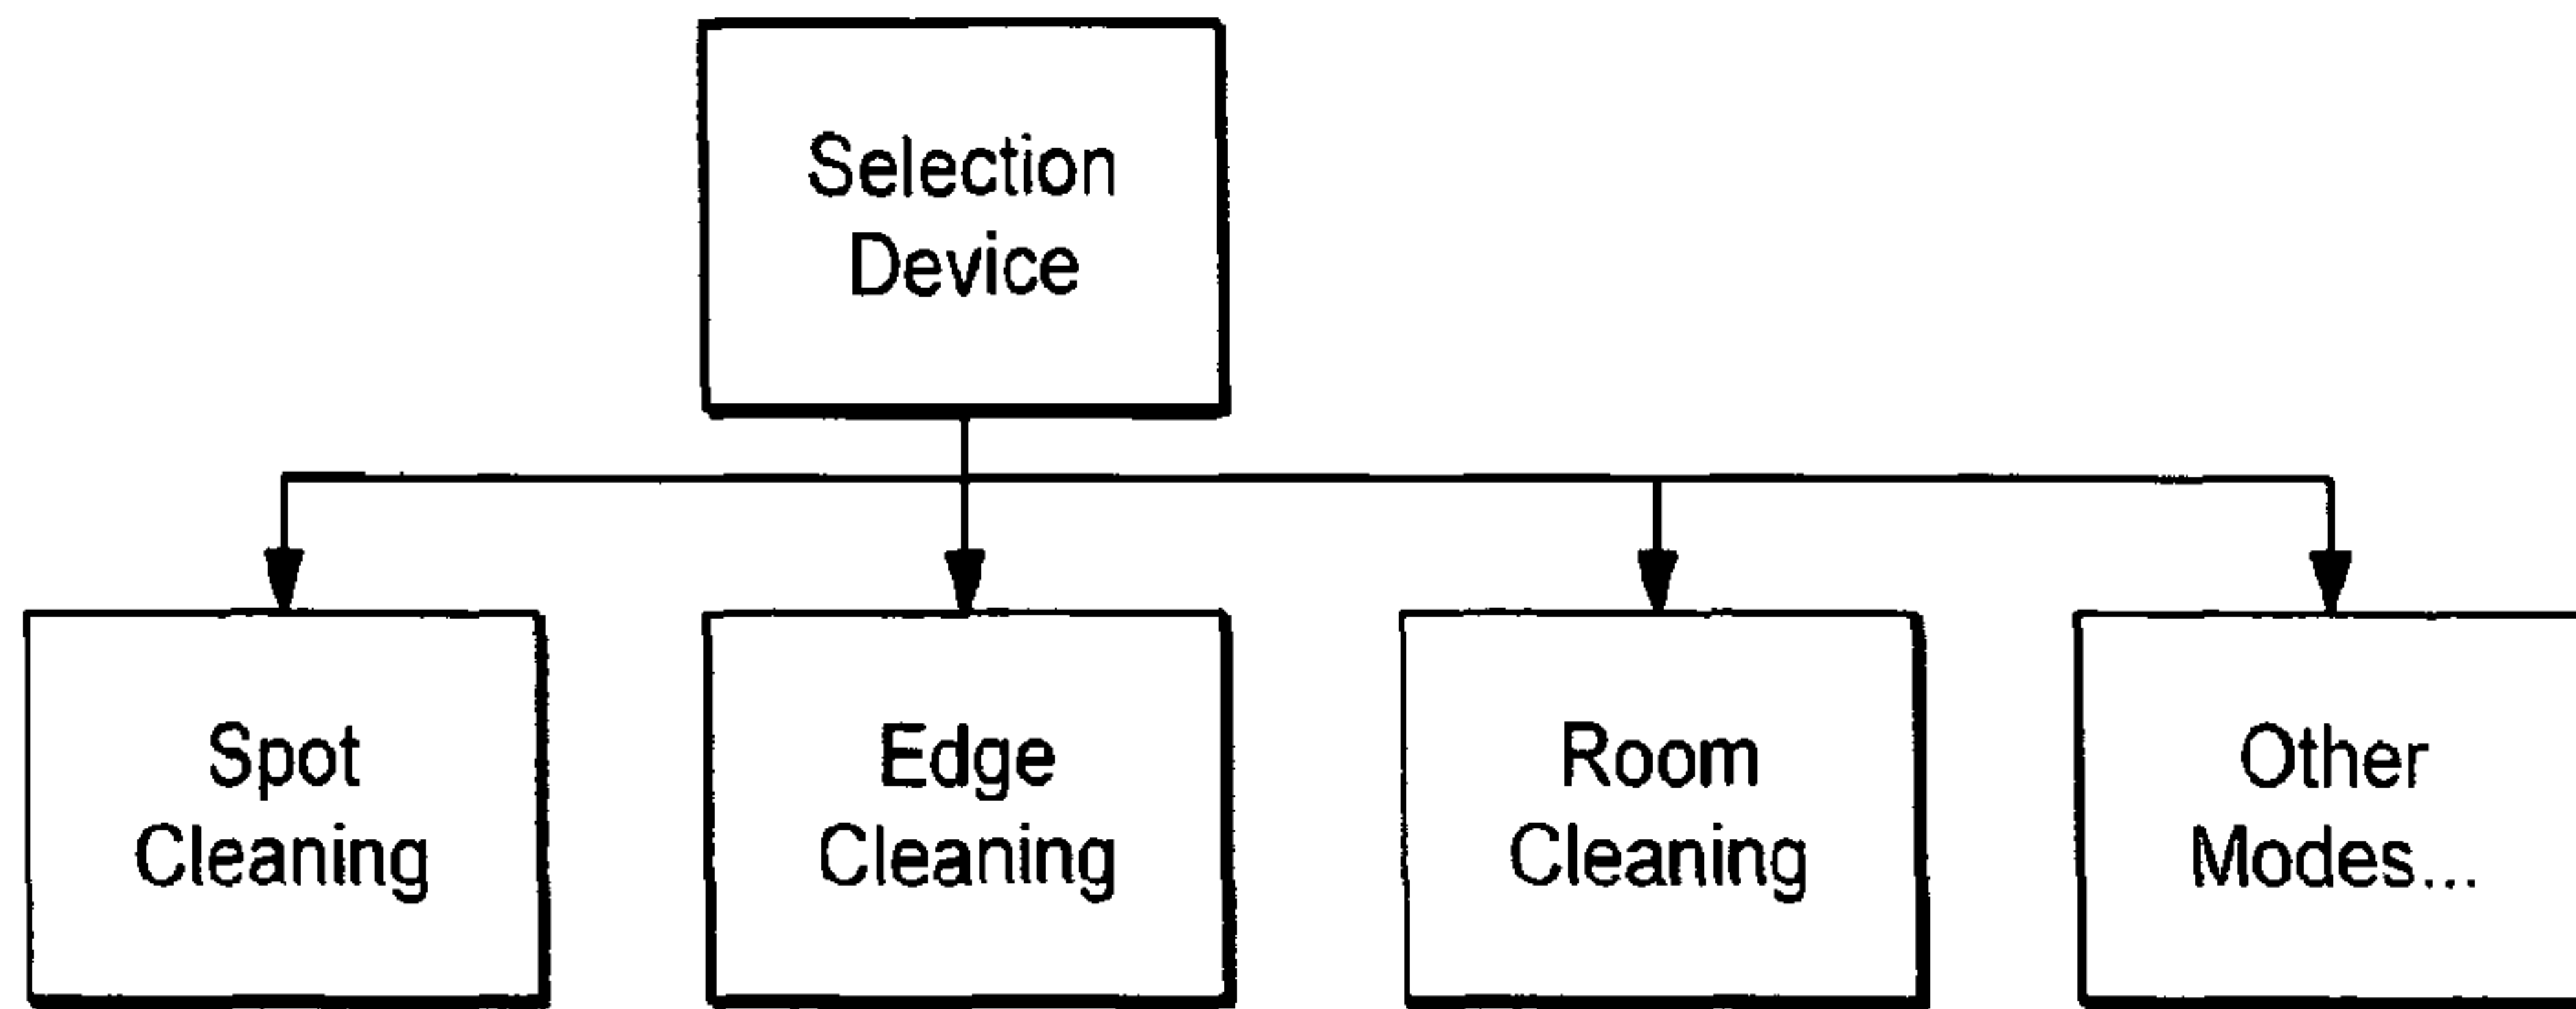 Selection
Device
Spot
Cleaning
Edge
Cleaning
Room
Cleaning
Other
Modes...